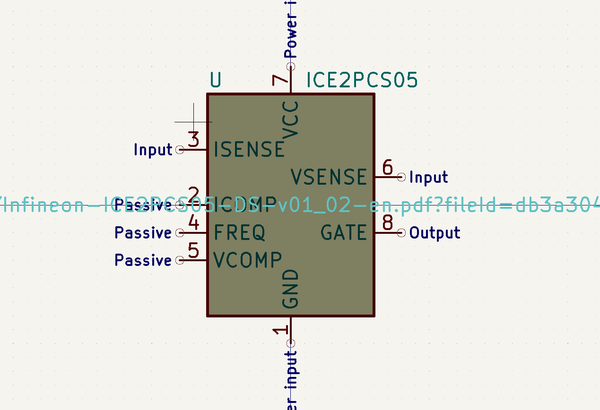 Power i
U
ICE2PCS05
7
VCC
Input
3
ISENSE
VSENSE
6
Input
Passive
2
ICOMP
/Infineon-ICE2PCS05-DS-v01_02-en.pdf?fileId=db3a304
Passive
4
FREQ
GATE
8
Output
Passive
5
VCOMP
GND
1
er input